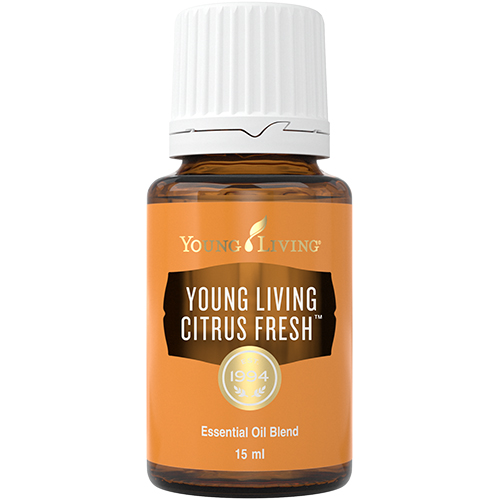 YOUNG LIVING®
YOUNG LIVING
CITRUS FRESH™
1994
Essential Oil Blend
15 ml